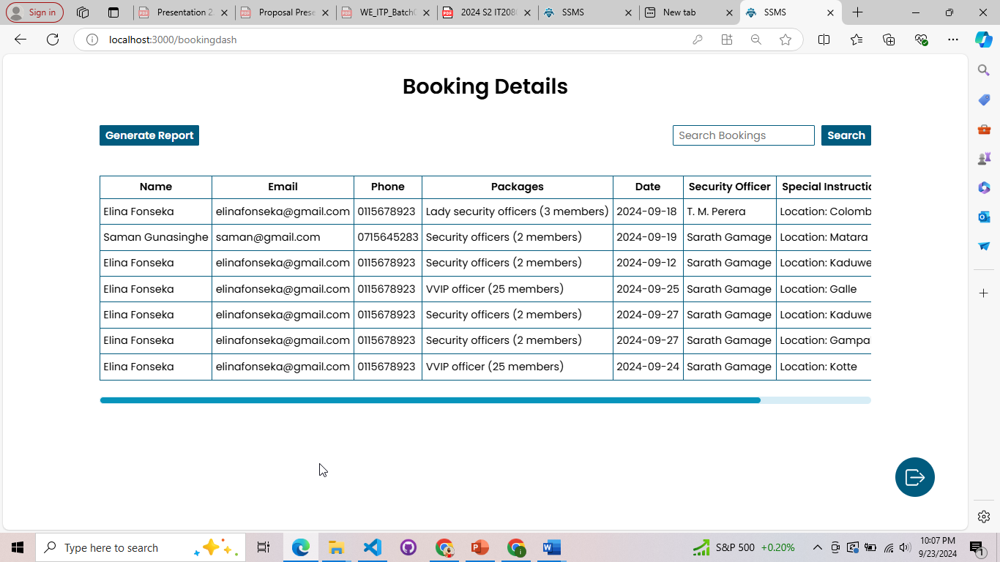 Sign in
Presentation 2
Proposal Prese
WE_ITP_Batch
2024 S2 IT208
SSMS
New tab
SSMS
localhost:3000/bookingdash
Booking Details
Generate Report
Search Bookings
Search
Name Email Phone Packages Date Security Officer Special Instructio
Elina Fonseka elinafonseka@gmail.com 0115678923 Lady security officers (3 members) 2024-09-18 T. M. Perera Location: Colomb
Saman Gunasinghe saman@gmail.com 0715645283 Security officers (2 members) 2024-09-19 Sarath Gamage Location: Matara
Elina Fonseka elinafonseka@gmail.com 0115678923 Security officers (2 members) 2024-09-12 Sarath Gamage Location: Kaduwe
Elina Fonseka elinafonseka@gmail.com 0115678923 VVIP officer (25 members) 2024-09-25 Sarath Gamage Location: Galle
Elina Fonseka elinafonseka@gmail.com 0115678923 Security officers (2 members) 2024-09-27 Sarath Gamage Location: Kaduwe
Elina Fonseka elinafonseka@gmail.com 0115678923 Security officers (2 members) 2024-09-27 Sarath Gamage Location: Gampa
Elina Fonseka elinafonseka@gmail.com 0115678923 VVIP officer (25 members) 2024-09-24 Sarath Gamage Location: Kotte
Type here to search
S&P 500 +0.20%
10:07 PM
9/23/2024
1